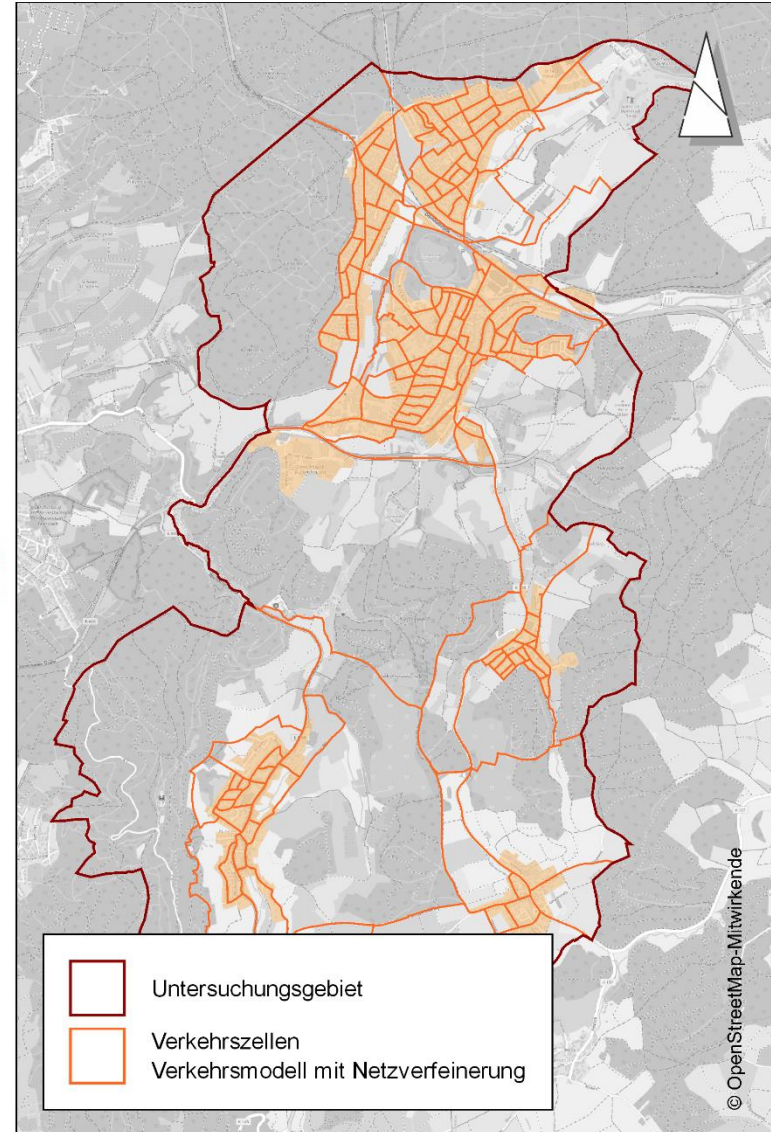 Untersuchungsgebiet
Verkehrszellen
Verkehrsmodell mit Netzverfeinerung
© OpenStreetMap-Mitwirkende